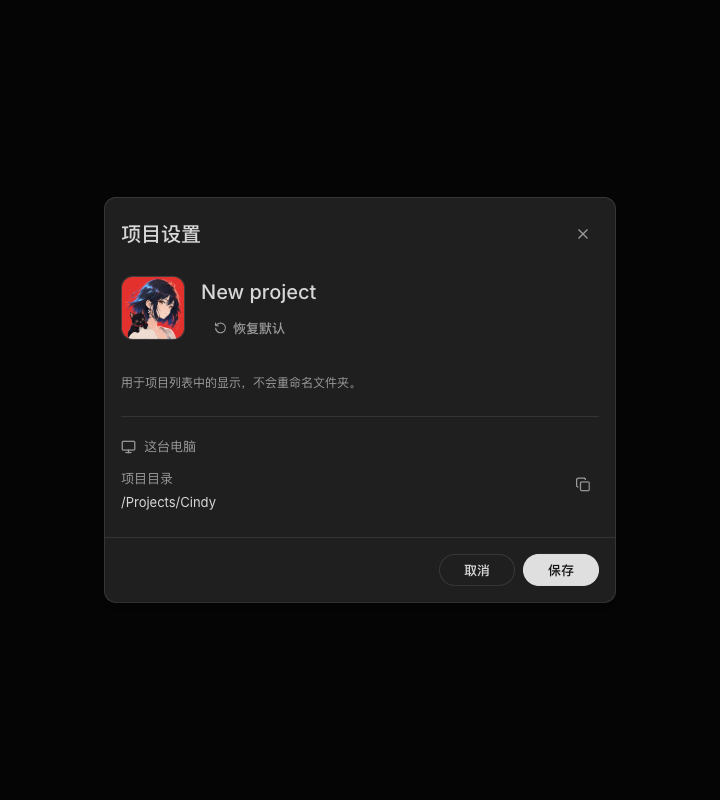 项目设置
New project
恢复默认
用于项目列表中的显示，不会重命名文件夹。
这台电脑
项目目录
/Projects/Cindy
取消
保存